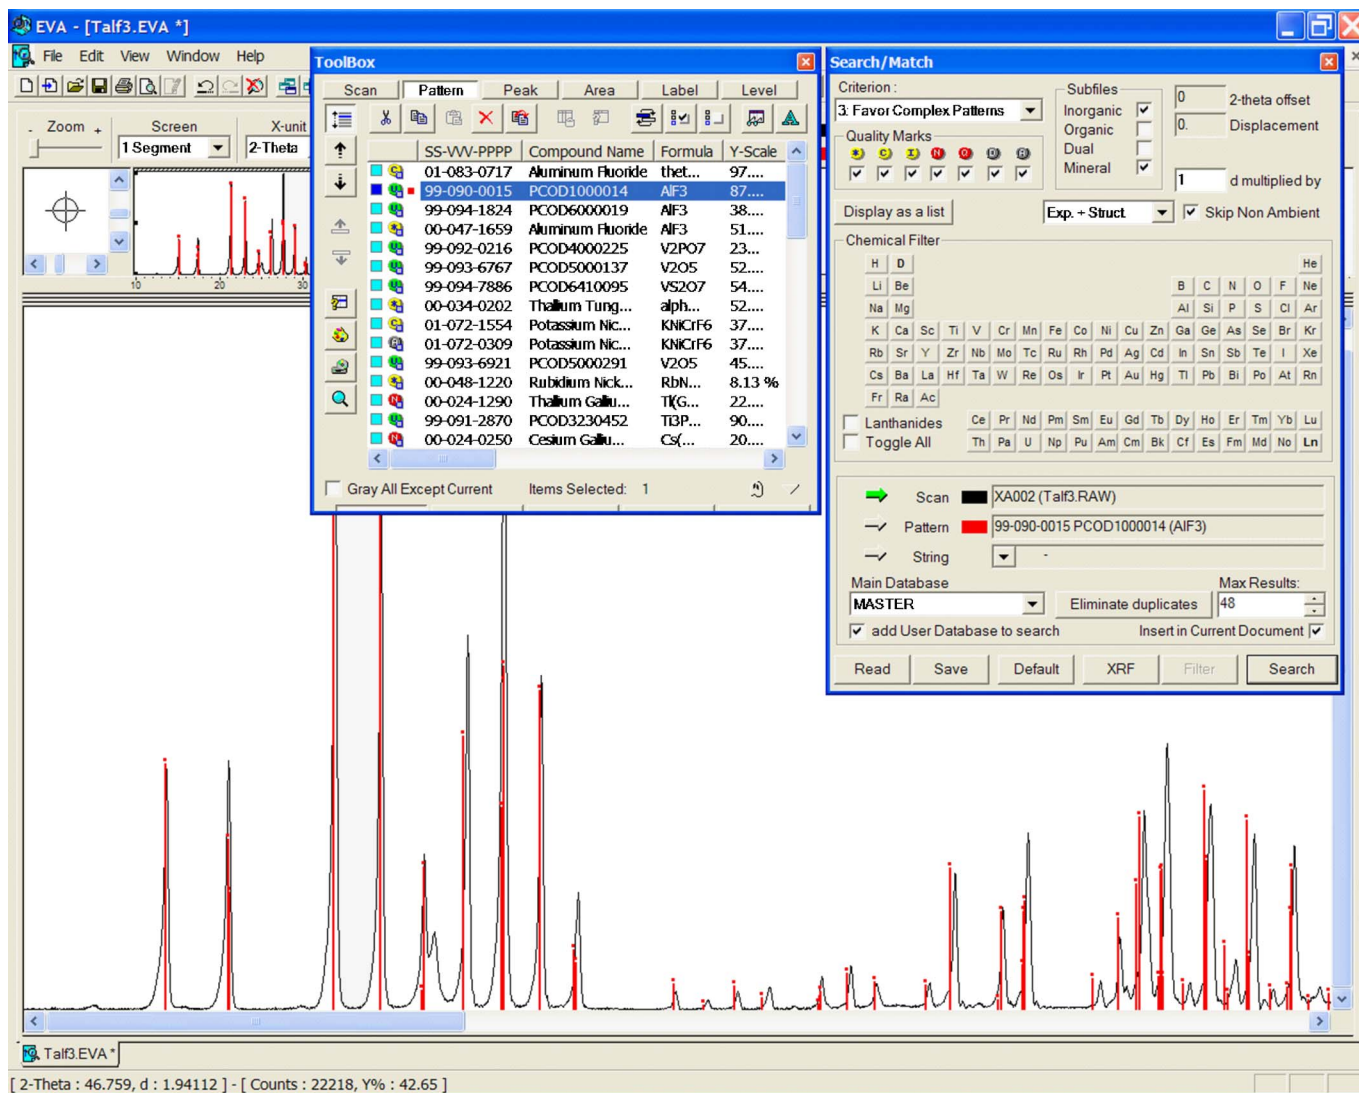 EVA - [Talf3.EVA *]
File Edit View Window Help
Zoom
- +
Screen
1 Segment
X-unit
2-Theta
10 20 30
ToolBox
Scan Pattern Peak Area Label Level
SS-VVV-PPPP Compound Name Formula Y-Scale
01-083-0717 Aluminum Fluoride thet... 97....
99-090-0015 PCOD1000014 AlF3 87....
99-094-1824 PCOD6000019 AlF3 38....
00-047-1659 Aluminum Fluoride AlF3 51....
99-092-0216 PCOD4000225 V2PO7 23....
99-093-6767 PCOD5000137 V2O5 52....
99-094-7886 PCOD6410095 VS2O7 54....
00-034-0202 Thallium Tung... alph... 52....
01-072-1554 Potassium Nic... KNiCrF6 37....
01-072-0309 Potassium Nic... KNiCrF6 37....
99-093-6921 PCOD5000291 V2O5 45....
00-048-1220 Rubidium Nick... RbN... 8.13 %
00-024-1290 Thallium Galliu... Tl(G... 22....
99-091-2870 PCOD3230452 Ti3P... 90....
00-024-0250 Cesium Galliu... Cs(... 20....
Gray All Except Current Items Selected: 1
Search/Match
Criterion :
3: Favor Complex Patterns
Quality Marks
Subfiles
Inorganic
Organic
Dual
Mineral
0 2-theta offset
0. Displacement
1 d multiplied by
Display as a list Exp. + Struct. Skip Non Ambient
Chemical Filter
H D He
Li Be B C N O F Ne
Na Mg Al Si P S Cl Ar
K Ca Sc Ti V Cr Mn Fe Co Ni Cu Zn Ga Ge As Se Br Kr
Rb Sr Y Zr Nb Mo Tc Ru Rh Pd Ag Cd In Sn Sb Te I Xe
Cs Ba La Hf Ta W Re Os Ir Pt Au Hg Tl Pb Bi Po At Rn
Fr Ra Ac
Lanthanides Ce Pr Nd Pm Sm Eu Gd Tb Dy Ho Er Tm Yb Lu
Toggle All Th Pa U Np Pu Am Cm Bk Cf Es Fm Md No Ln
Scan XA002 (Talf3.RAW)
Pattern 99-090-0015 PCOD1000014 (AlF3)
String -
Main Database Max Results:
MASTER Eliminate duplicates 48
add User Database to search Insert in Current Document
Read Save Default XRF Filter Search
Talf3.EVA *
[ 2-Theta : 46.759, d : 1.94112 ] - [ Counts : 22218, Y% : 42.65 ]